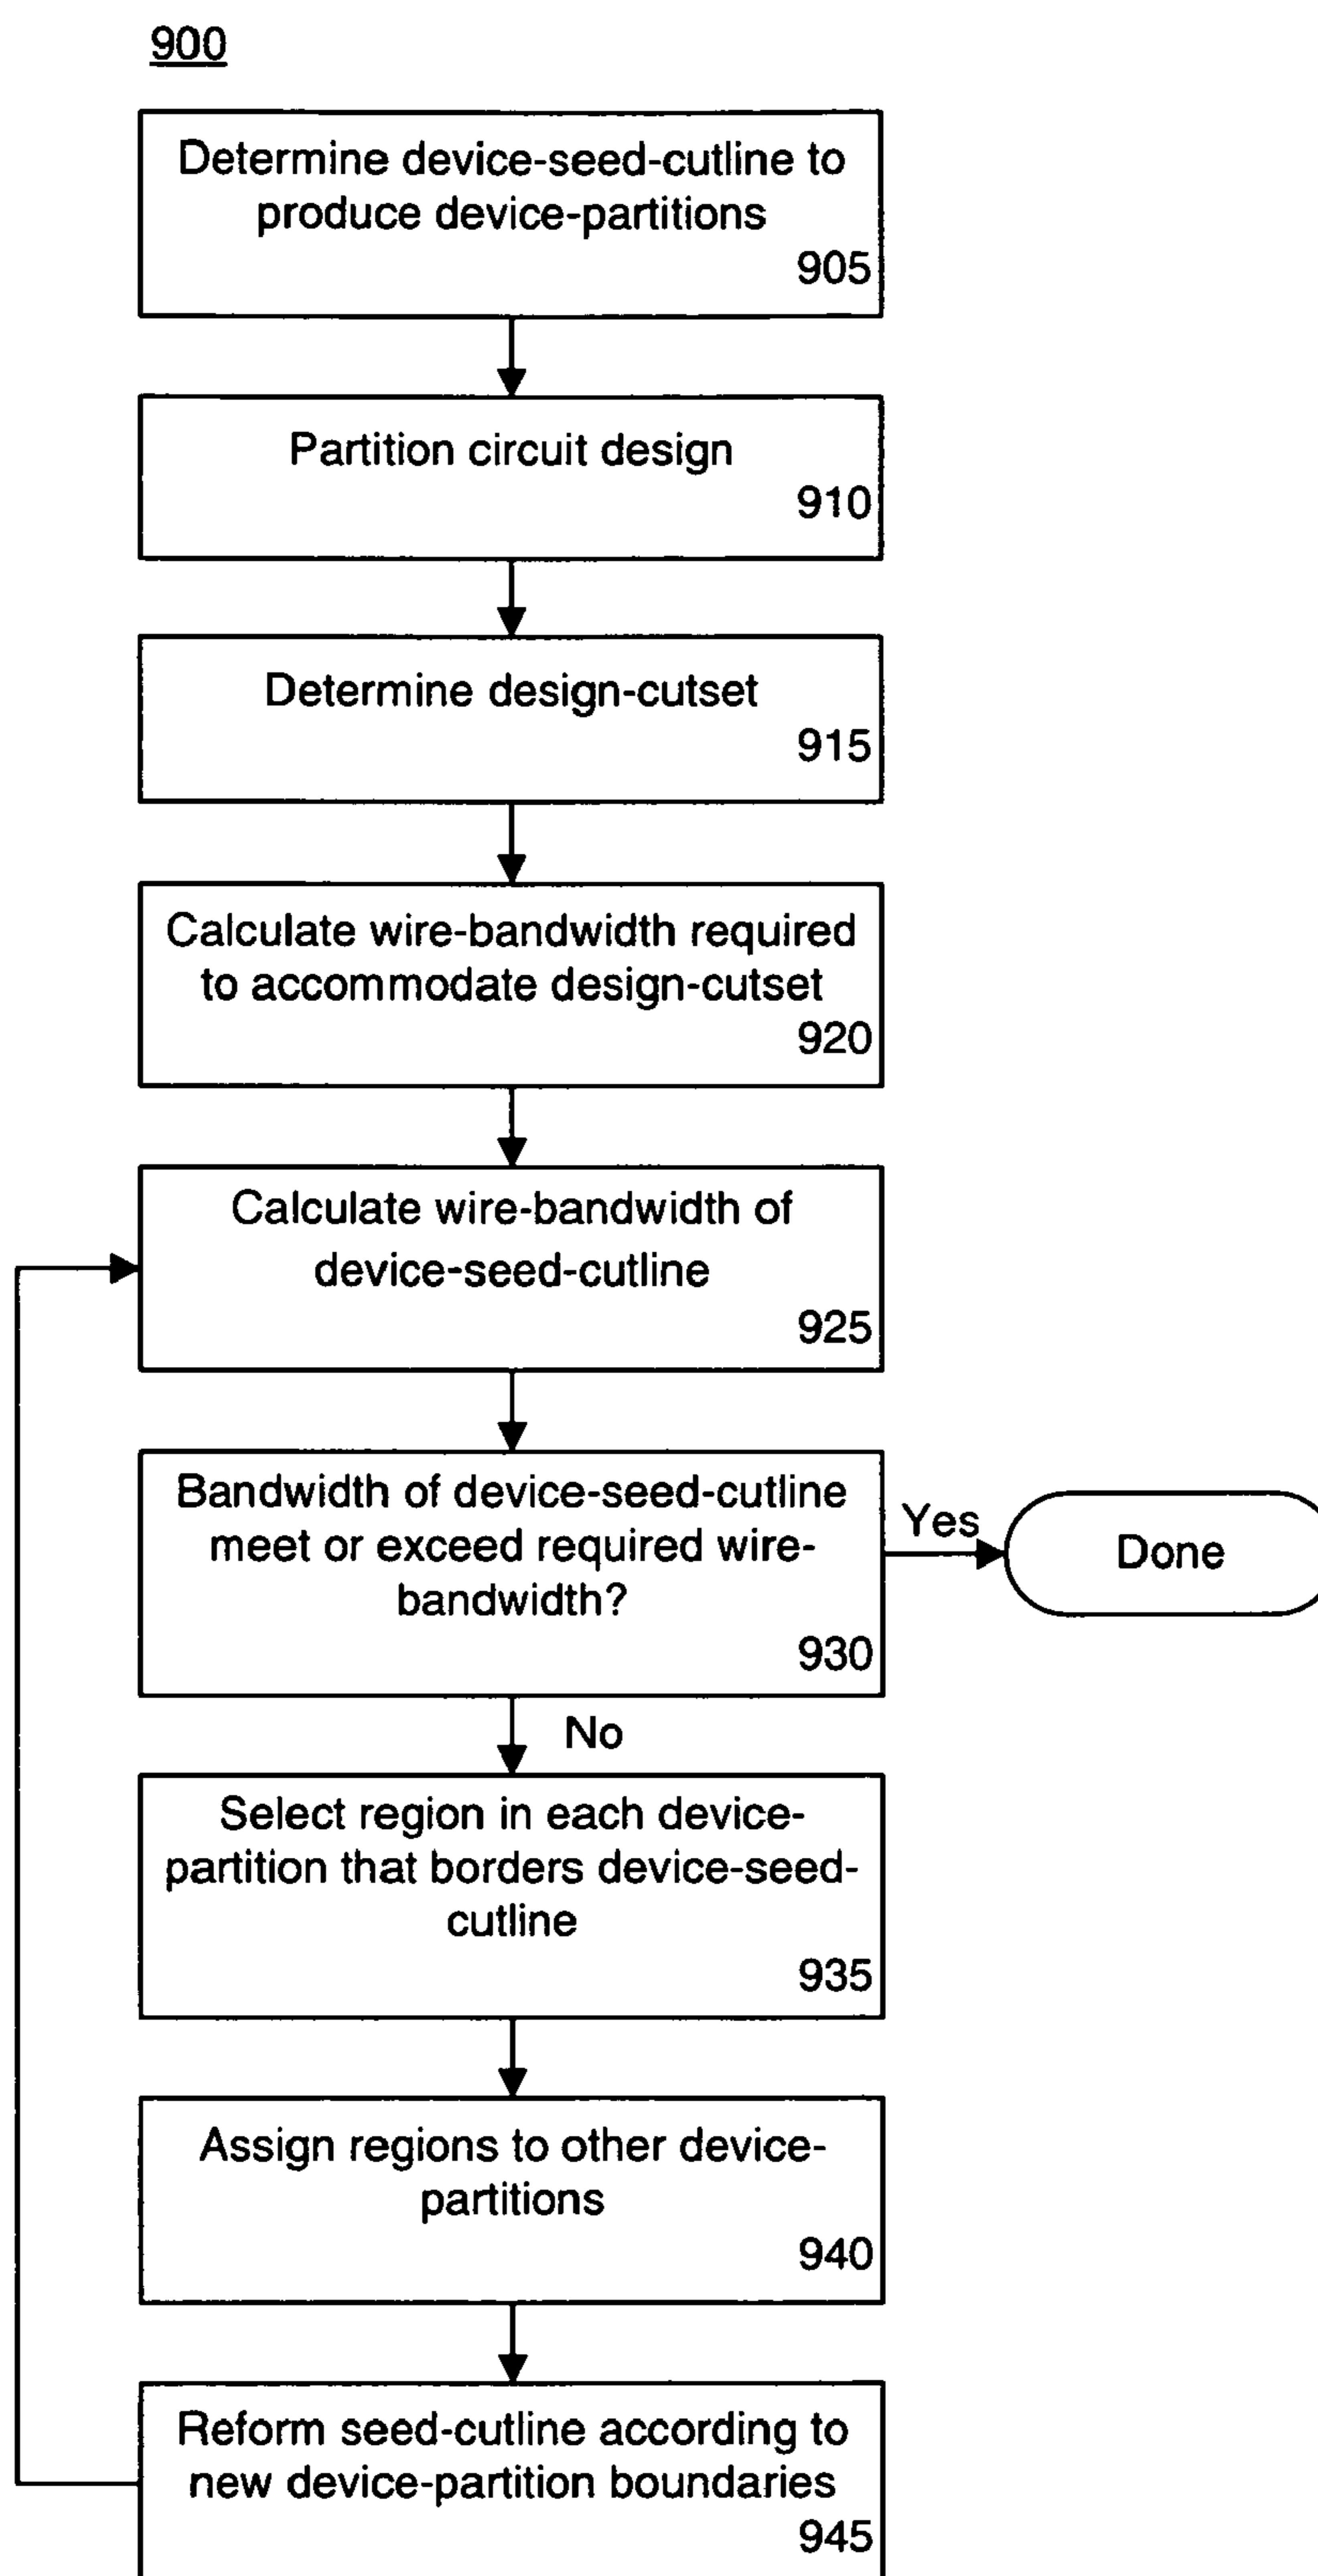 900
Determine device-seed-cutline to
produce device-partitions
905
Partition circuit design
910
Determine design-cutset
915
Calculate wire-bandwidth required
to accommodate design-cutset
920
Calculate wire-bandwidth of
device-seed-cutline
925
Bandwidth of device-seed-cutline
meet or exceed required wire-
bandwidth?
930
Yes
Done
No
Select region in each device-
partition that borders device-seed-
cutline
935
Assign regions to other device-
partitions
940
Reform seed-cutline according to
new device-partition boundaries
945